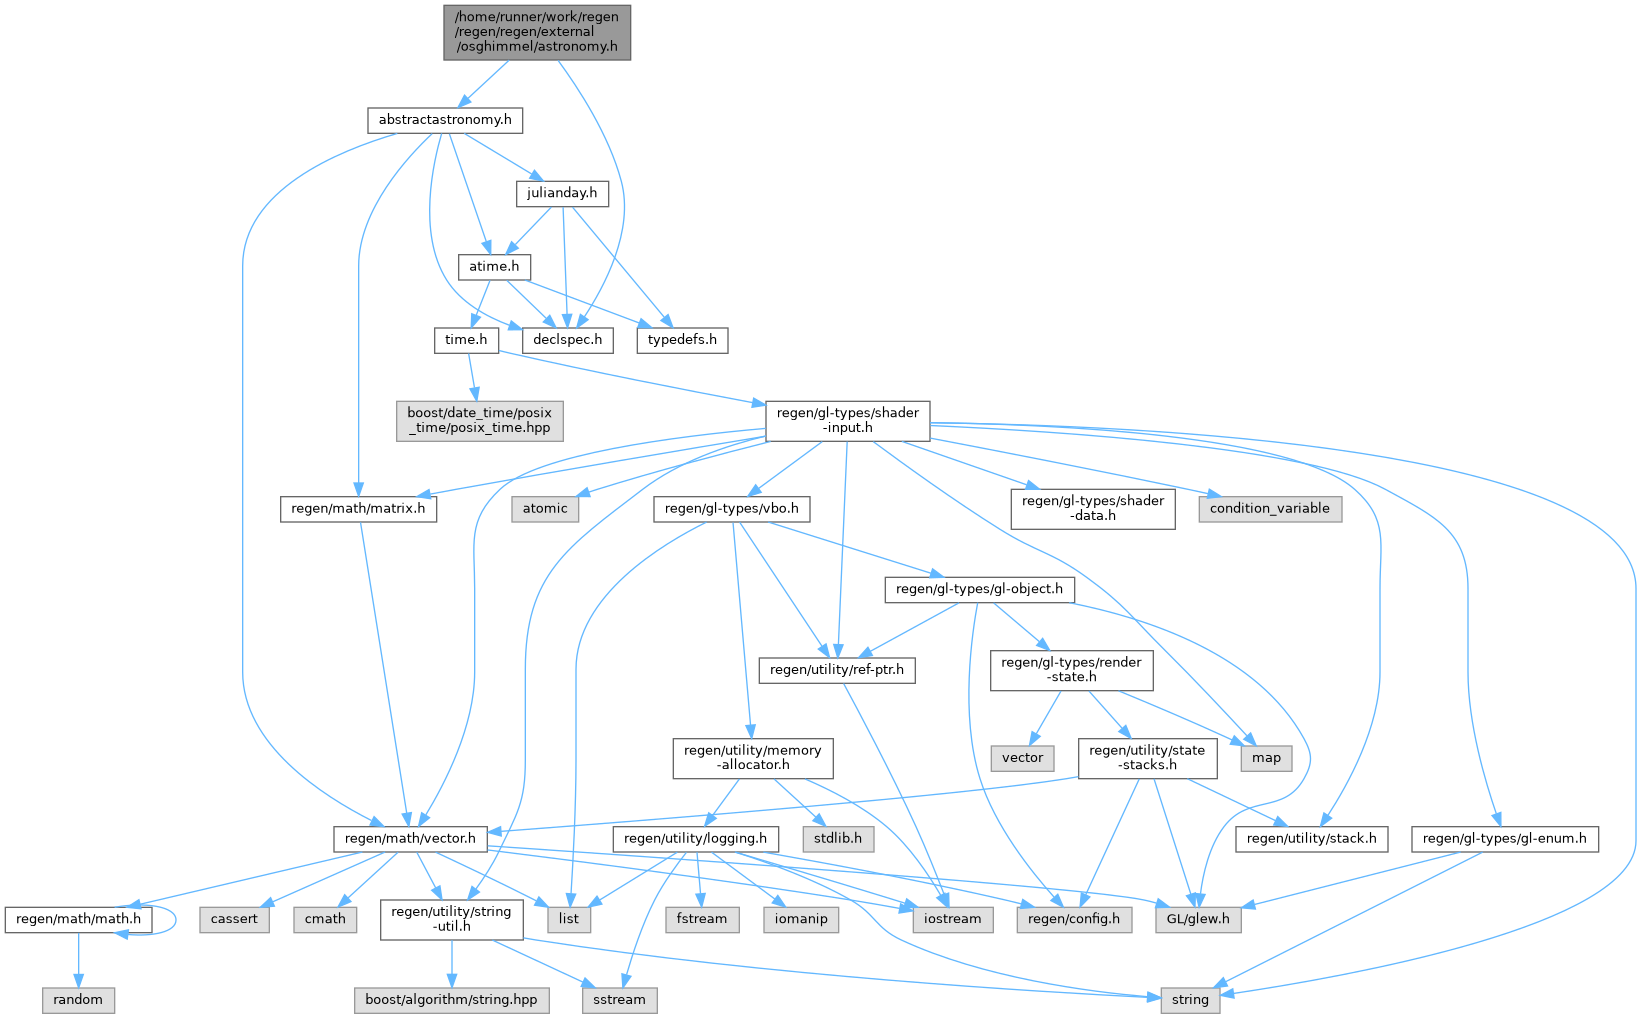 /home/runner/work/regen
/regen/regen/external
/osghimmel/astronomy.h
abstractastronomy.h
julianday.h
atime.h
time.h
declspec.h
typedefs.h
boost/date_time/posix
_time/posix_time.hpp
regen/gl-types/shader
-input.h
regen/math/matrix.h
atomic
regen/gl-types/vbo.h
regen/gl-types/shader
-data.h
condition_variable
regen/gl-types/gl-object.h
regen/utility/ref-ptr.h
regen/gl-types/render
-state.h
regen/utility/memory
-allocator.h
vector
regen/utility/state
-stacks.h
map
regen/math/vector.h
regen/utility/logging.h
stdlib.h
regen/utility/stack.h
regen/gl-types/gl-enum.h
regen/math/math.h
cassert
cmath
regen/utility/string
-util.h
list
fstream
iomanip
iostream
regen/config.h
GL/glew.h
random
boost/algorithm/string.hpp
sstream
string